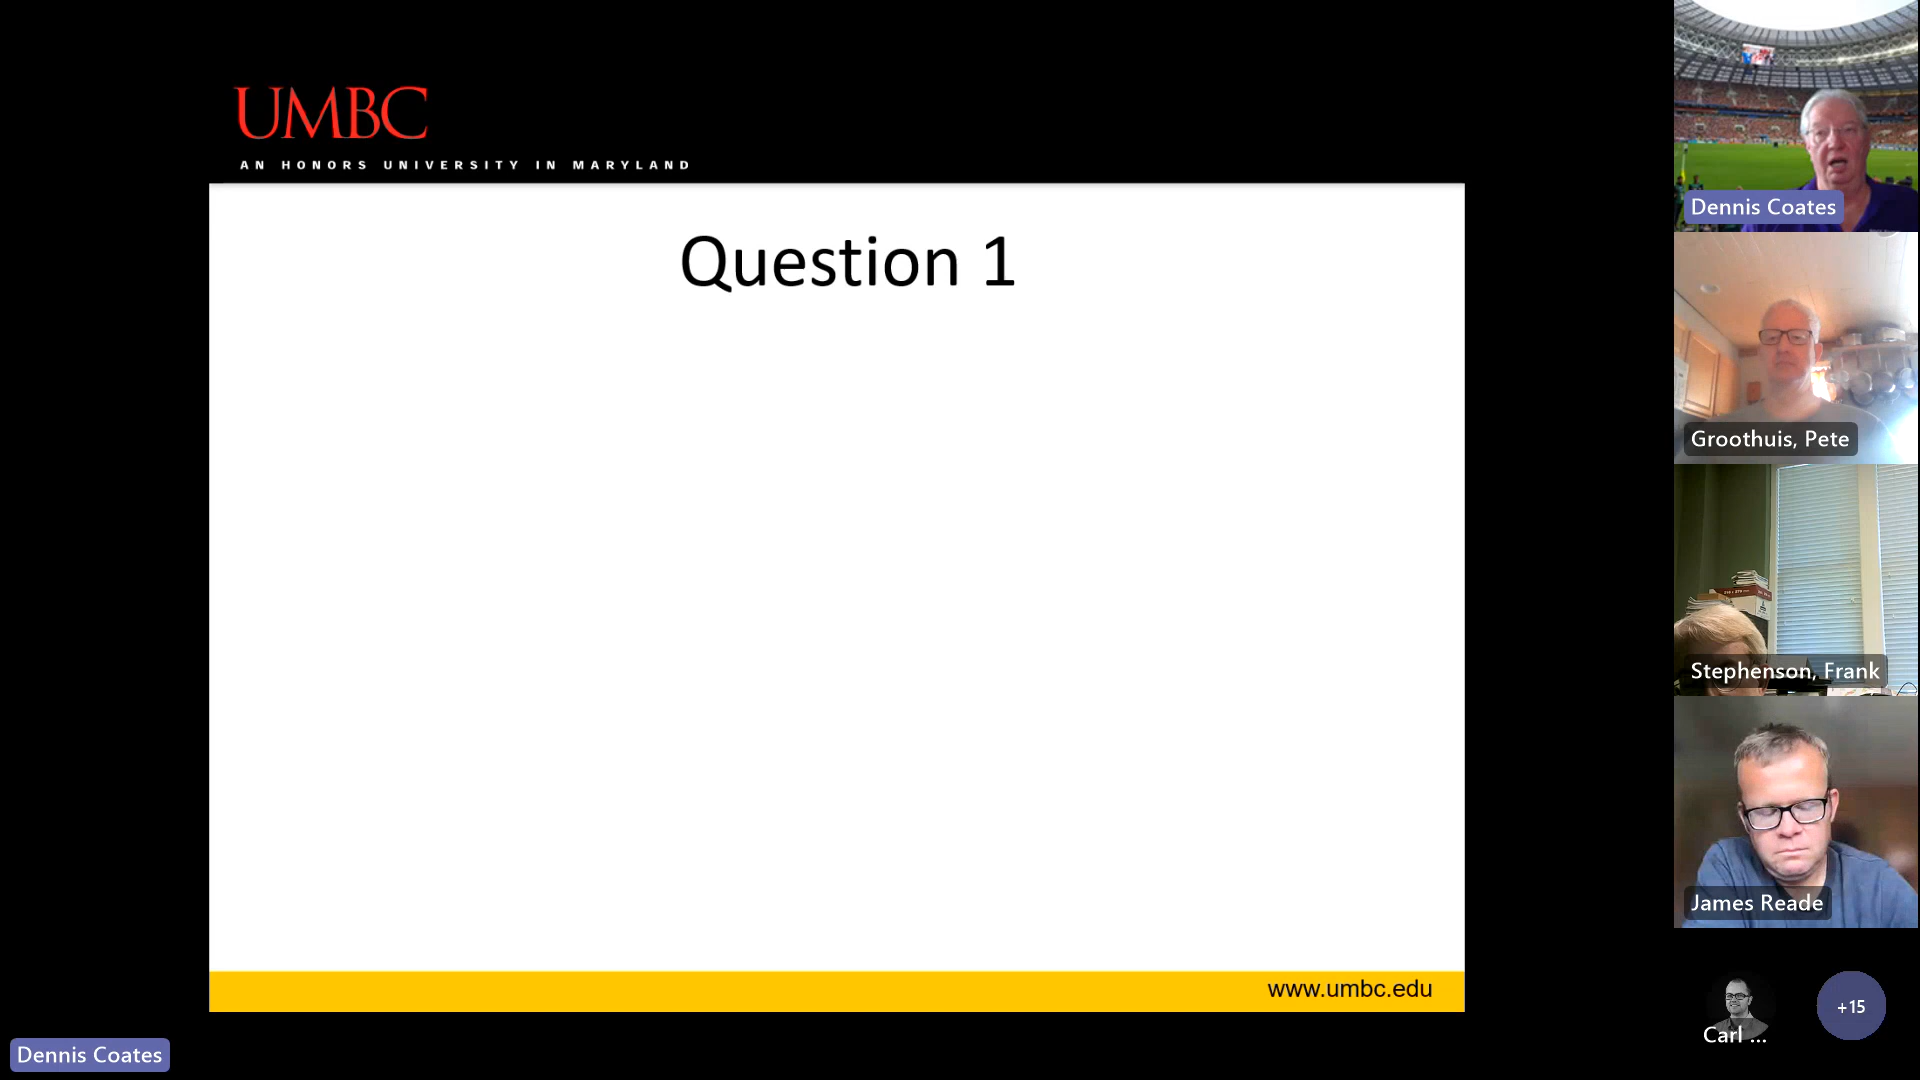 UMBC
AN HONORS UNIVERSITY IN MARYLAND
Question 1
www.umbc.edu
Dennis Coates
Dennis Coates
Groothuis, Pete
Stephenson, Frank
James Reade
Carl ...
+15